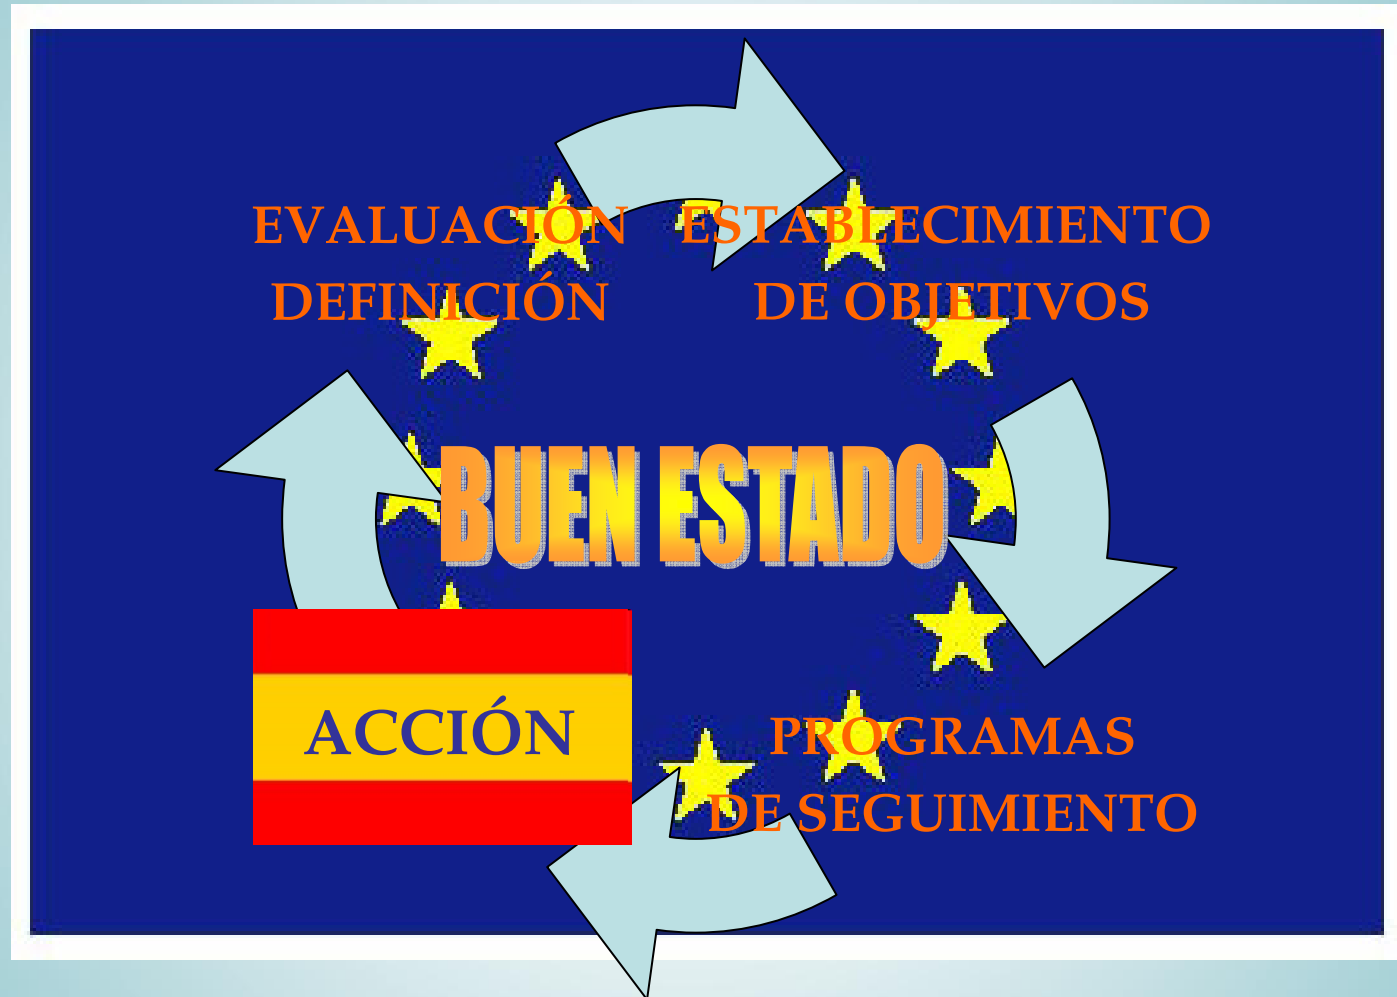 EVALUACIÓN
DEFINICIÓN
ESTABLECIMIENTO
DE OBJETIVOS
BUEN ESTADO
ACCIÓN
PROGRAMAS
DE SEGUIMIENTO